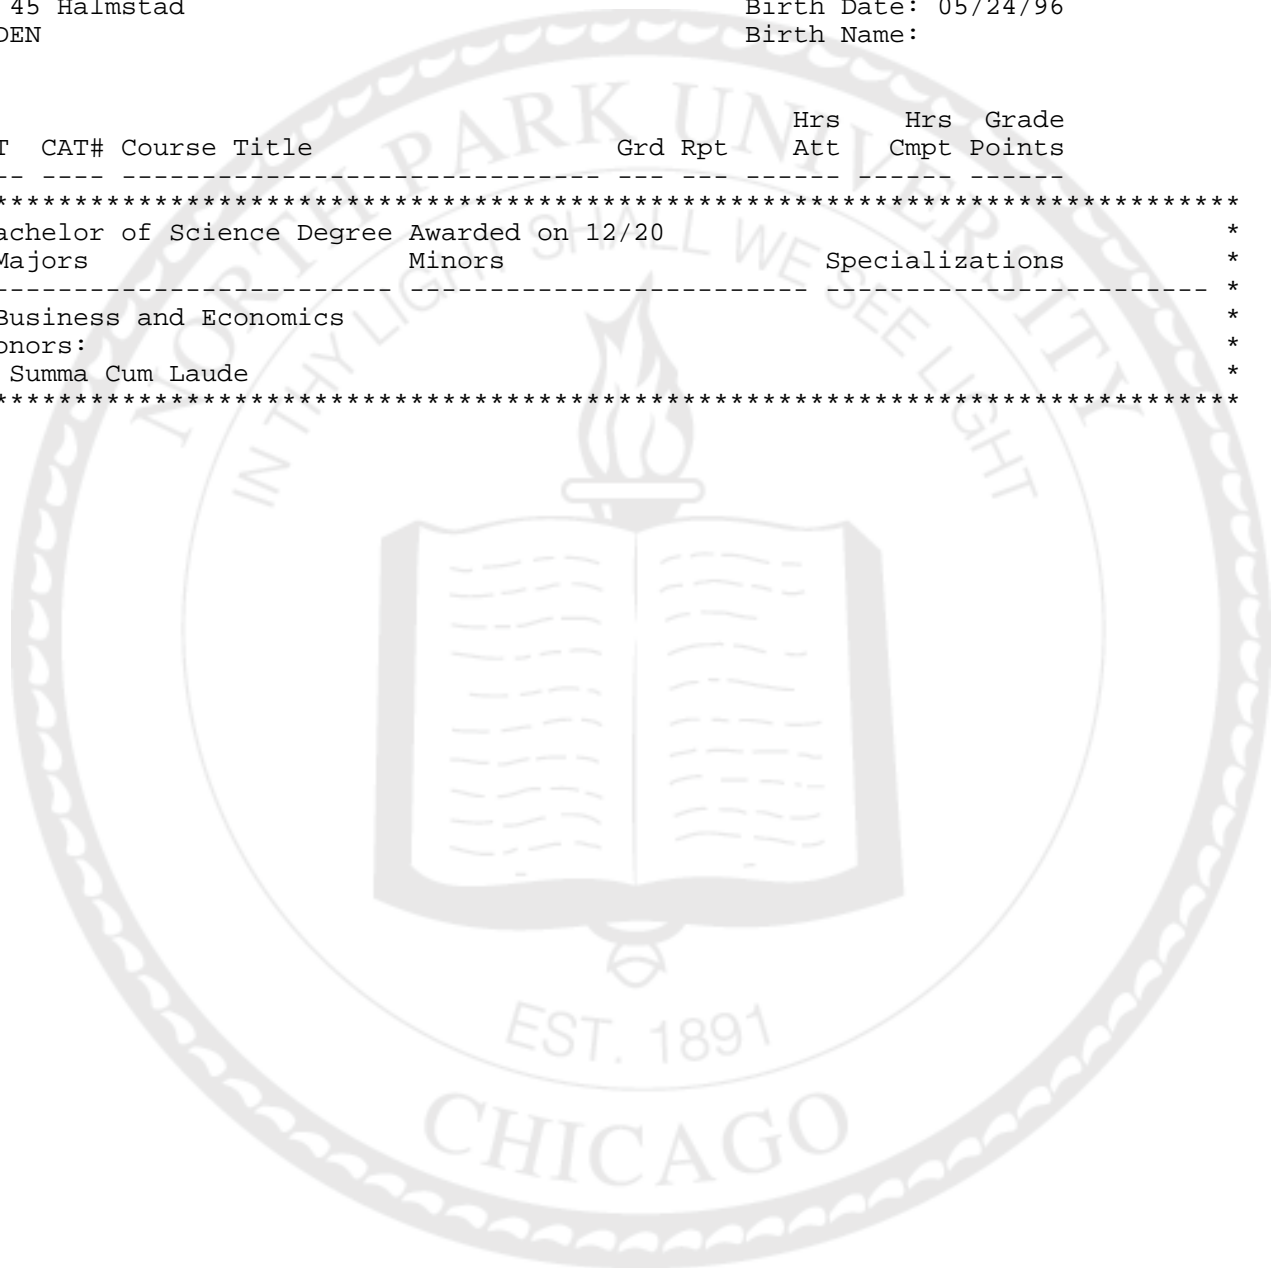 45 Halmstad Birth Date: 05/24/96
DEN Birth Name:
Hrs Hrs Grade
T CAT# Course Title Grd Rpt Att Cmpt Points
-- ---- ------------------------------ --- --- ------ ------ ------
******************************************************************************
achelor of Science Degree Awarded on 12/20 *
Majors Minors Specializations *
------------------------- ------------------------- ------------------------ *
Business and Economics *
onors: *
Summa Cum Laude *
******************************************************************************
NORTH PARK UNIVERSITY
IN THY LIGHT SHALL WE SEE LIGHT
EST. 1891
CHICAGO